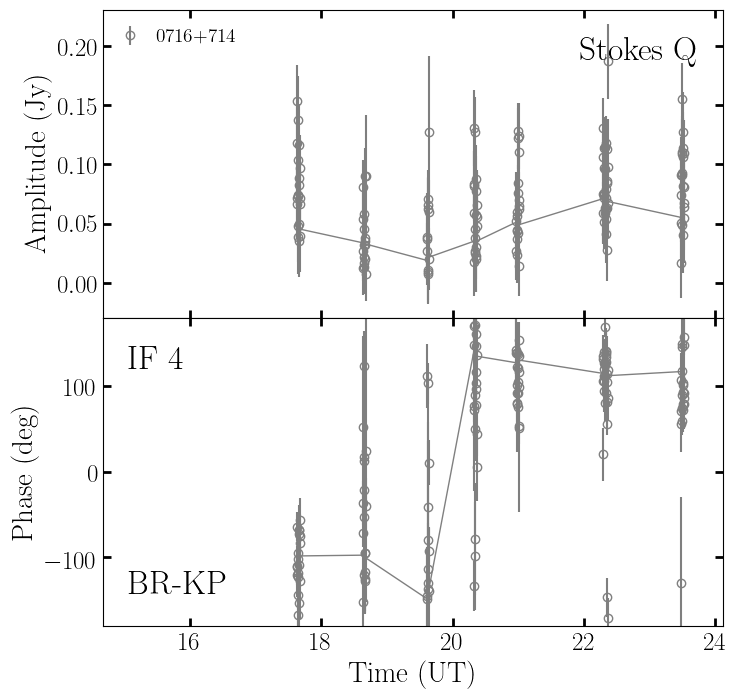 0716+714
Stokes Q
0.20
0.15
0.10
0.05
0.00
Amplitude (Jy)
IF 4
100
0
−100
Phase (deg)
BR-KP
16 18 20 22 24
Time (UT)